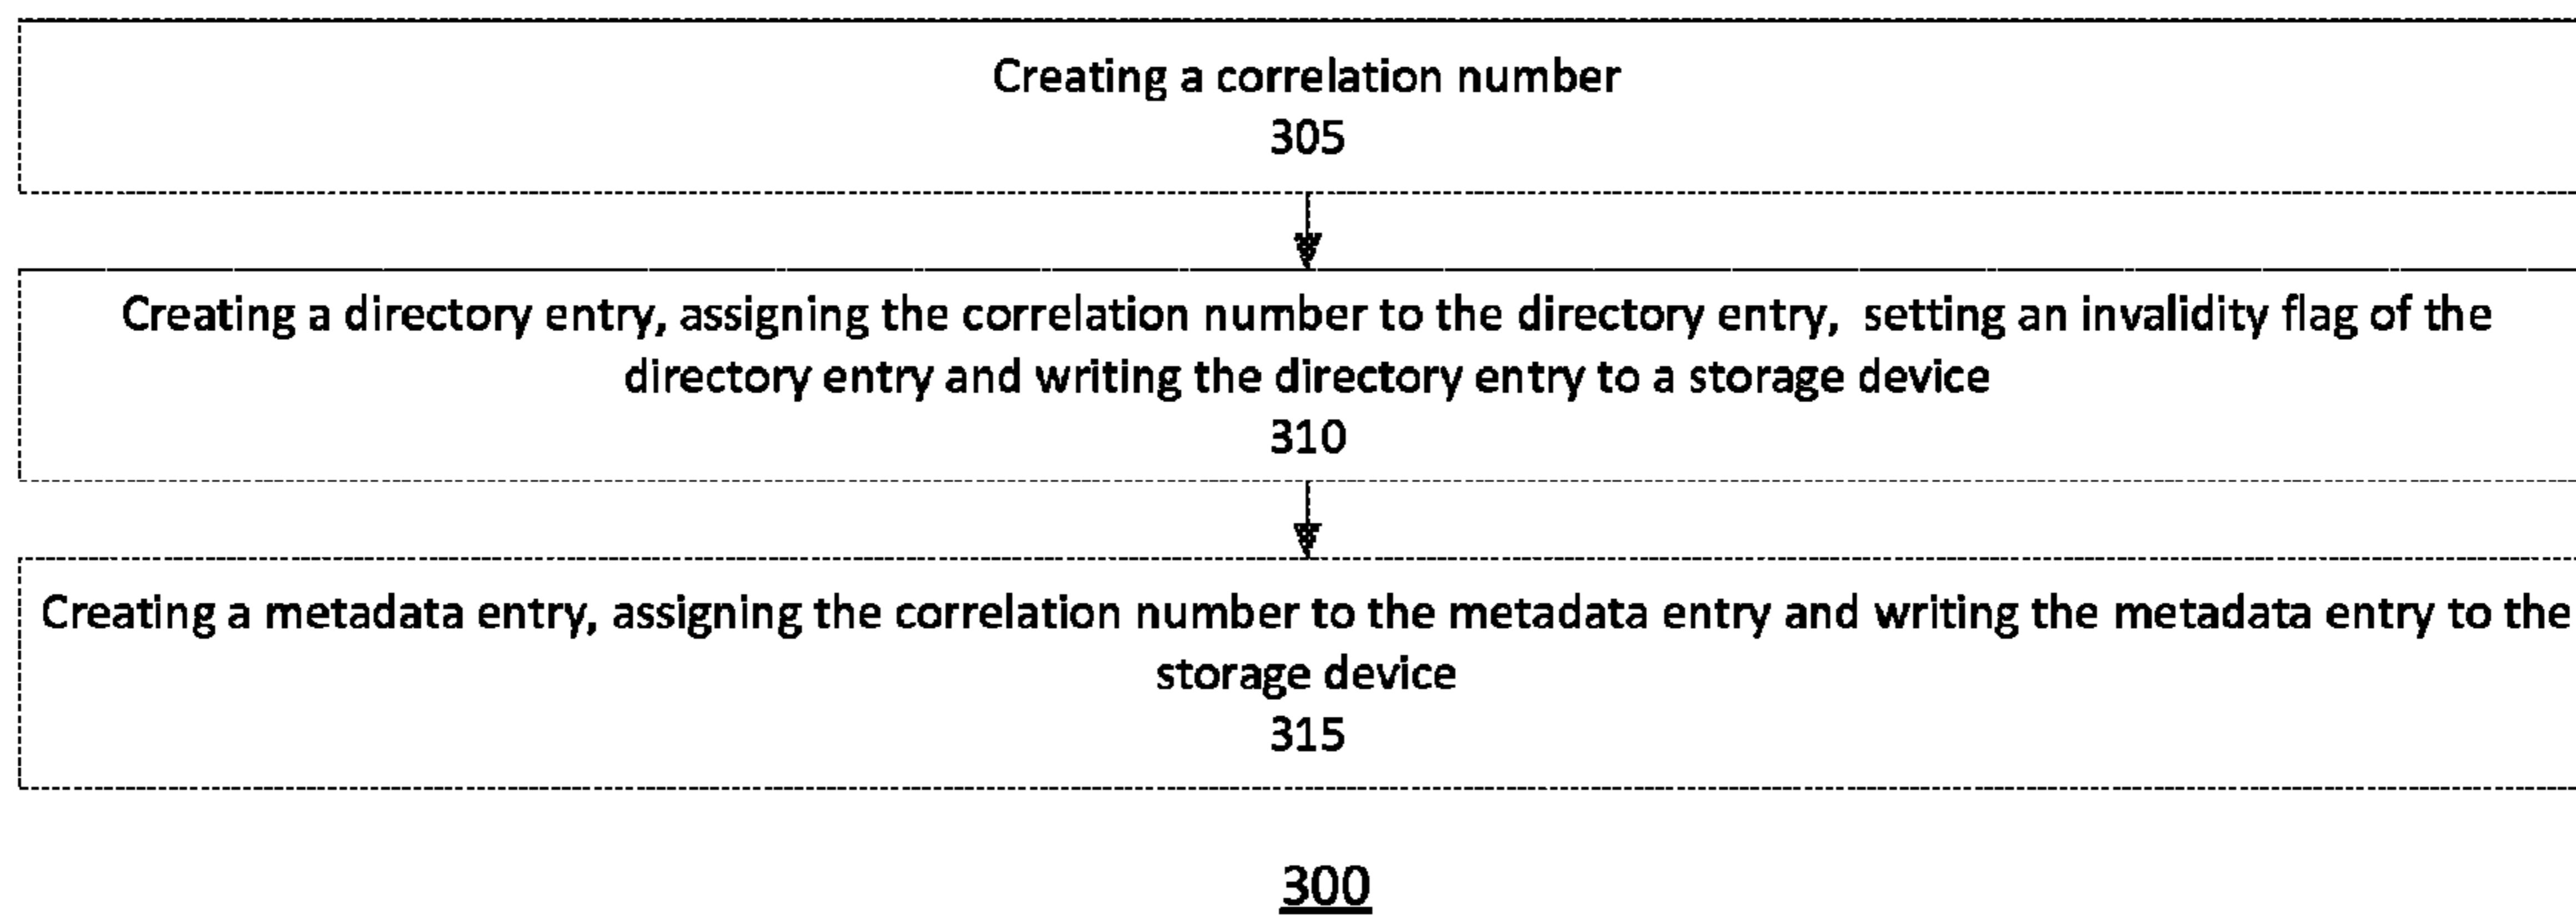 Creating a correlation number
305
Creating a directory entry, assigning the correlation number to the directory entry, setting an invalidity flag of the
directory entry and writing the directory entry to a storage device
310
Creating a metadata entry, assigning the correlation number to the metadata entry and writing the metadata entry to the
storage device
315
300